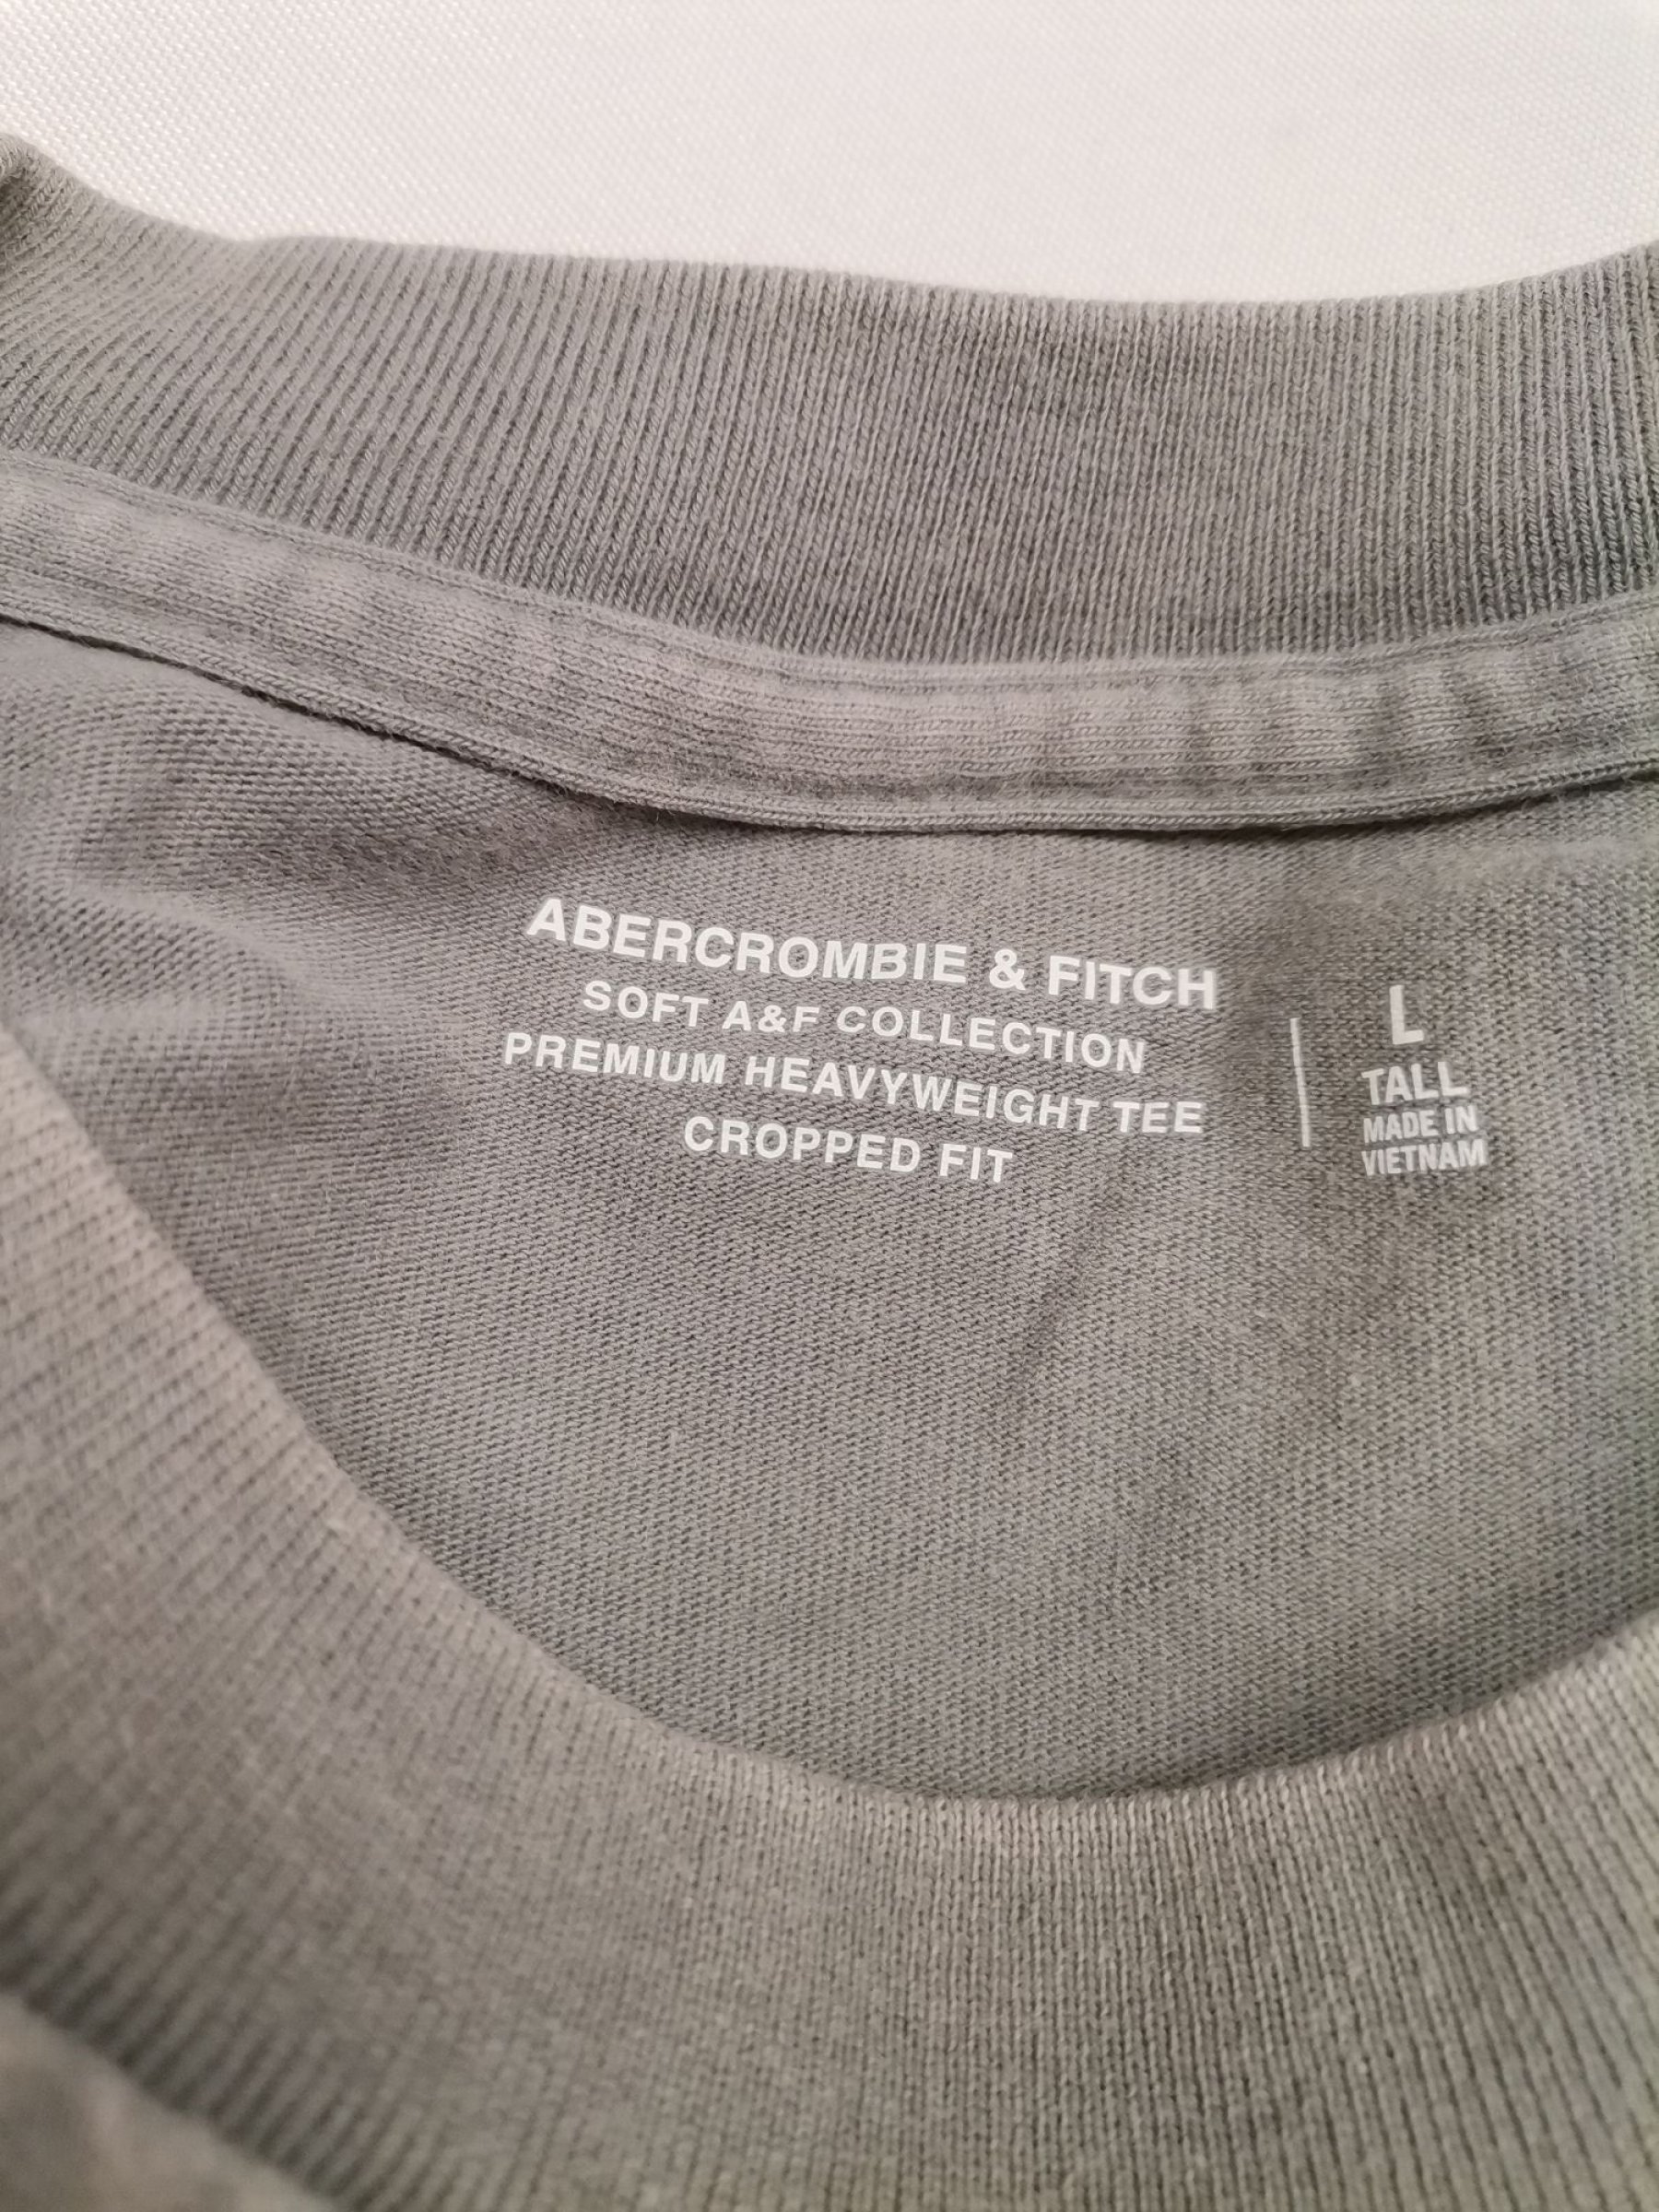 ABERCROMBIE & FITCH
SOFT A&F COLLECTION
PREMIUM HEAVYWEIGHT TEE
CROPPED FIT
L
TALL
MADE IN
VIETNAM